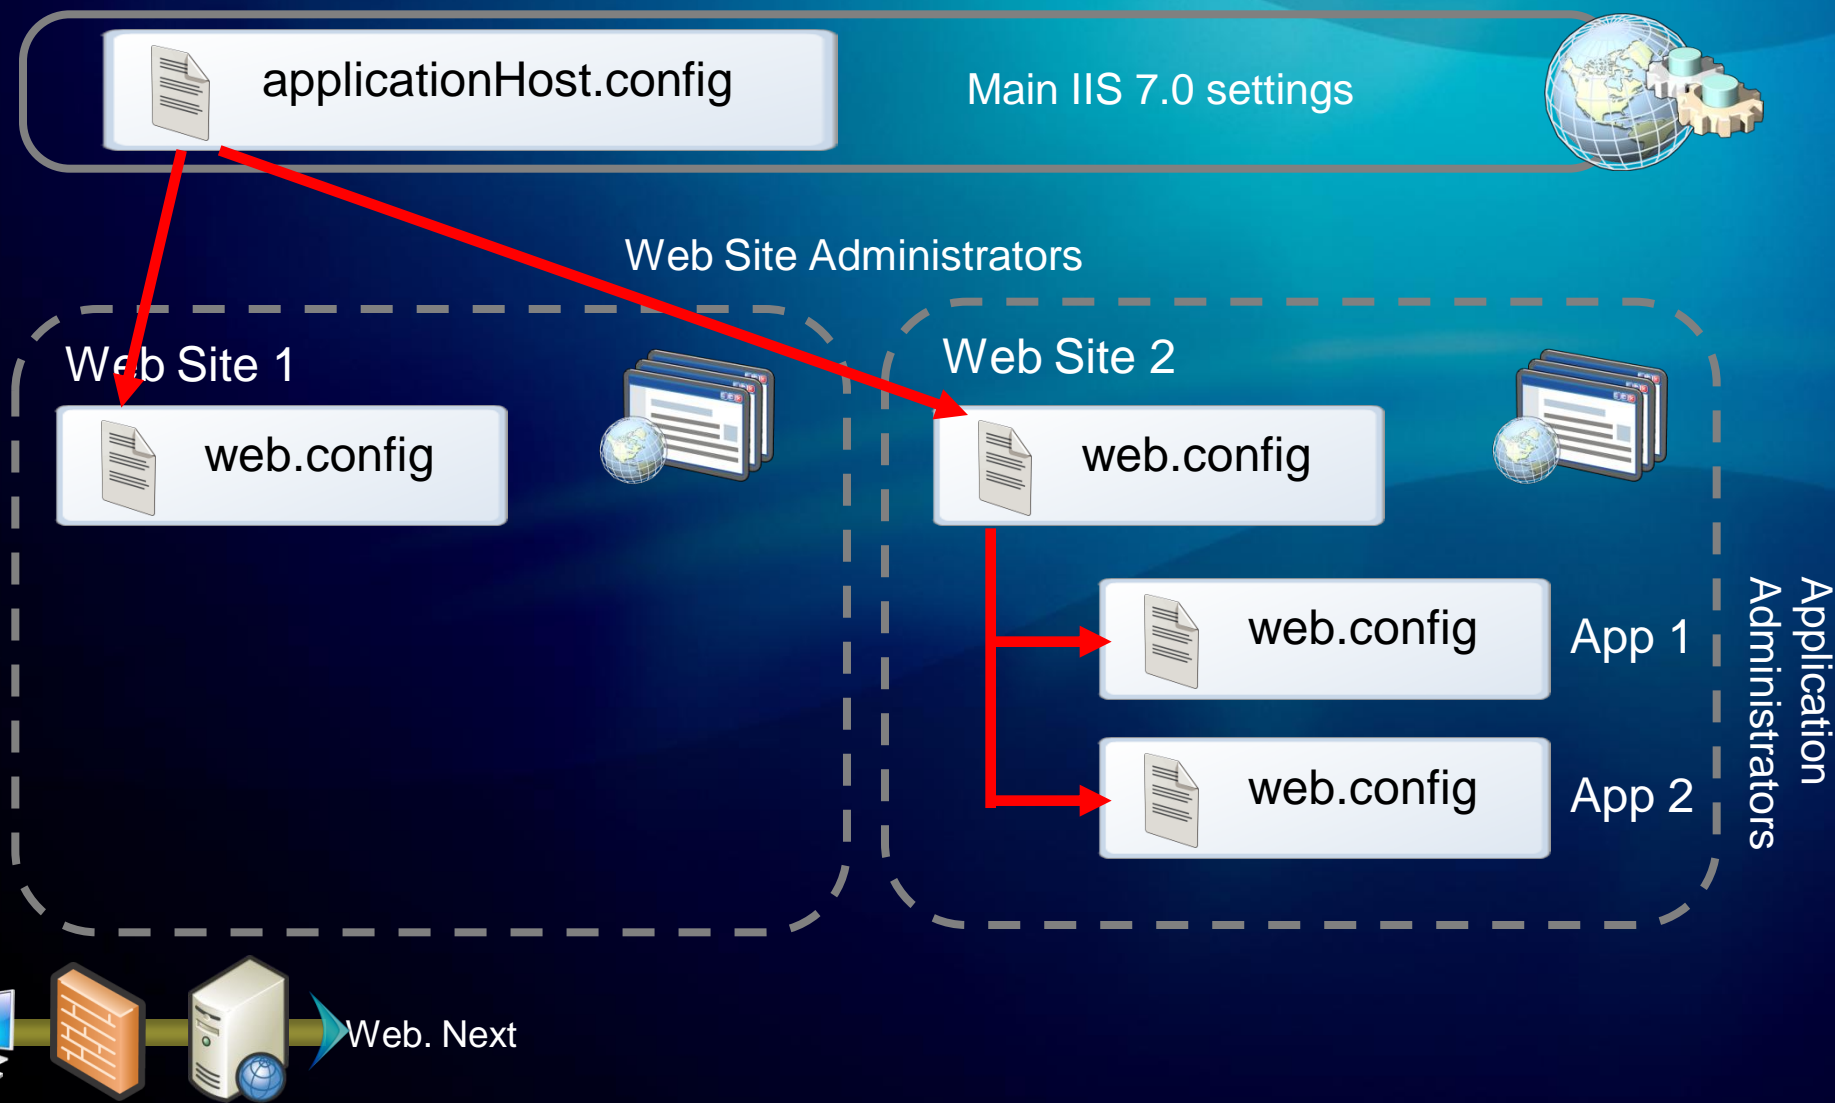 applicationHost.config
Main IIS 7.0 settings
Web Site Administrators
Web Site 1
web.config
Web Site 2
web.config
web.config
App 1
web.config
App 2
Application
Administrators
Web. Next